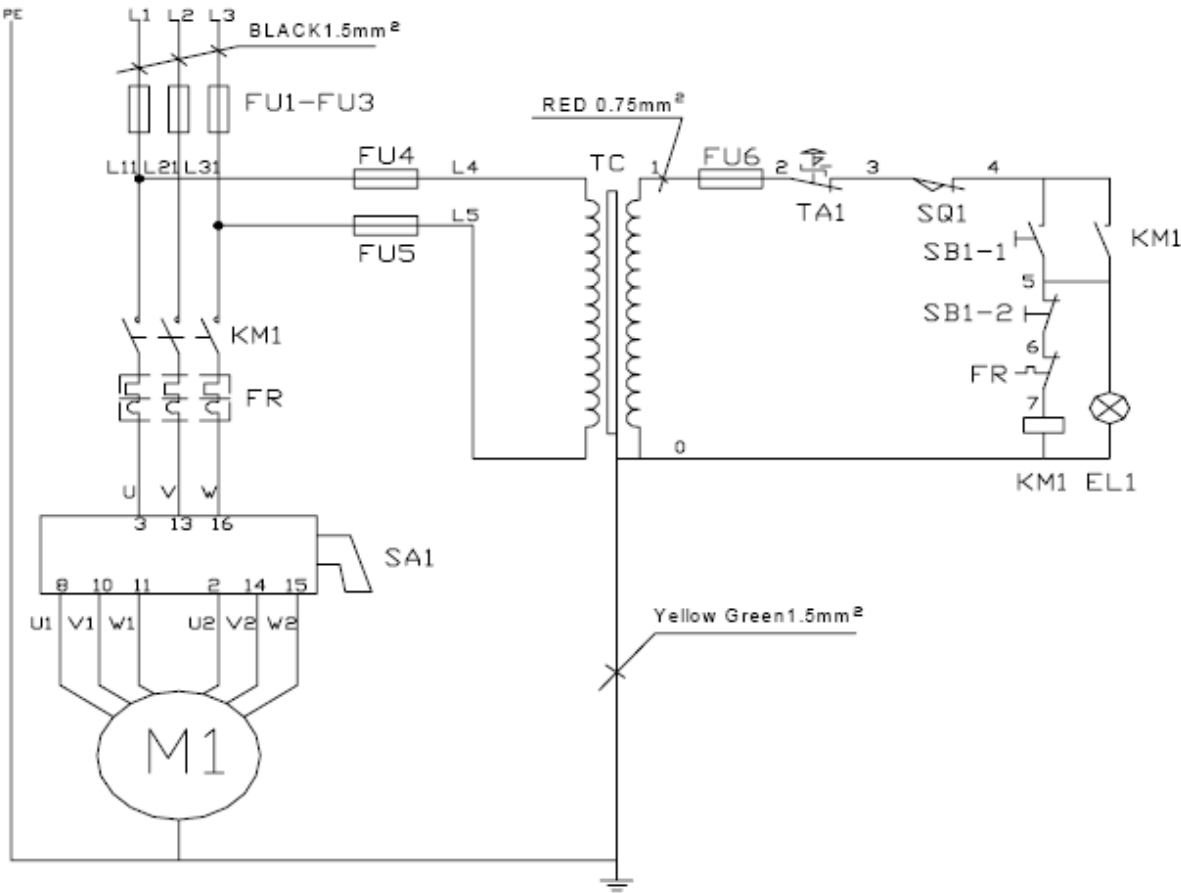 PE L1 L2 L3
BLACK1.5mm²
FU1-FU3
RED 0.75mm²
L11 L21 L31
FU4 L4 TC 1 FU6 2 3 4
TA1 SQ1
L5
FU5
SB1-1 KM1
5
SB1-2
KM1
6
FR
FR
7
0
KM1 EL1
U V W
3 13 16
SA1
8 10 11 2 14 15
U1 V1 W1 U2 V2 W2
Yellow Green1.5mm²
M1